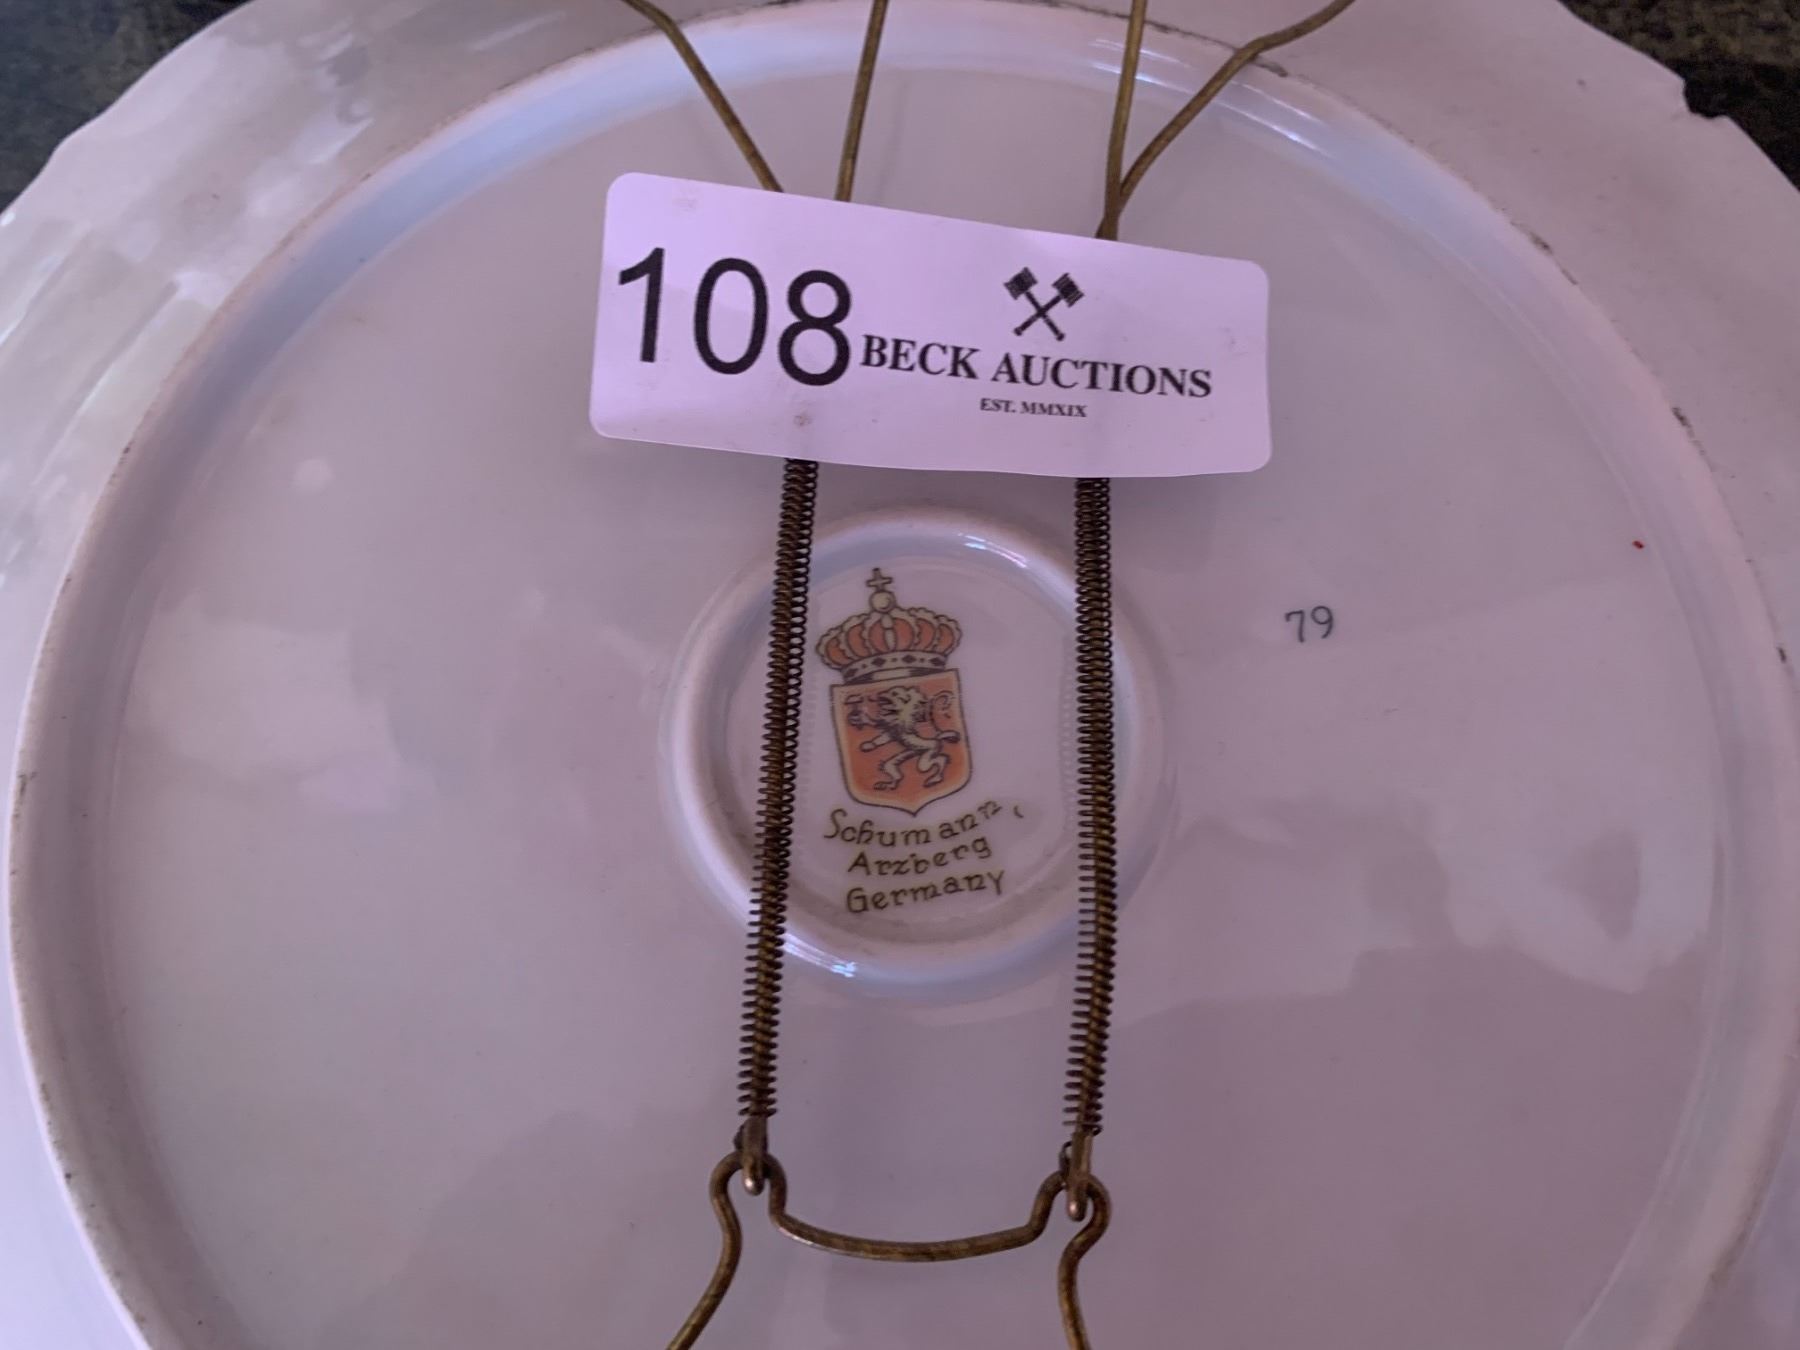 108
BECK AUCTIONS
EST. MMXIX
79
Schumann
Arzberg
Germany